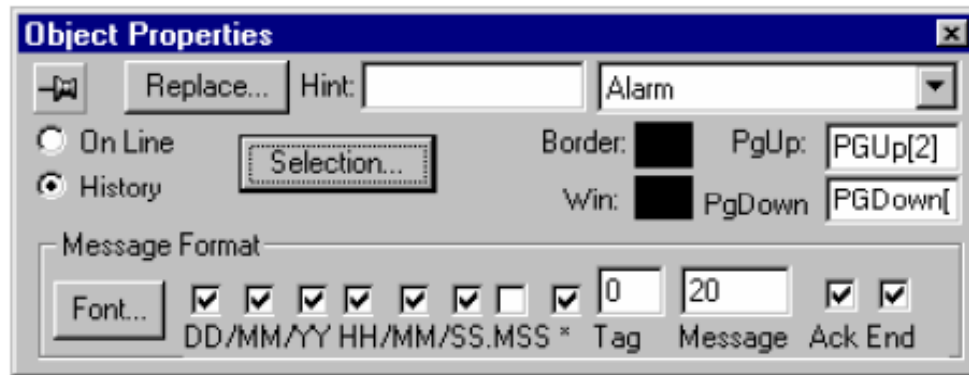 Object Properties
Replace... Hint: Alarm
On Line Selection... Border: PgUp: PGUp[2]
History Win: PgDown PGDown[
Message Format
Font... 0 20
DD/MM/YY HH/MM/SS.MSS * Tag Message Ack End